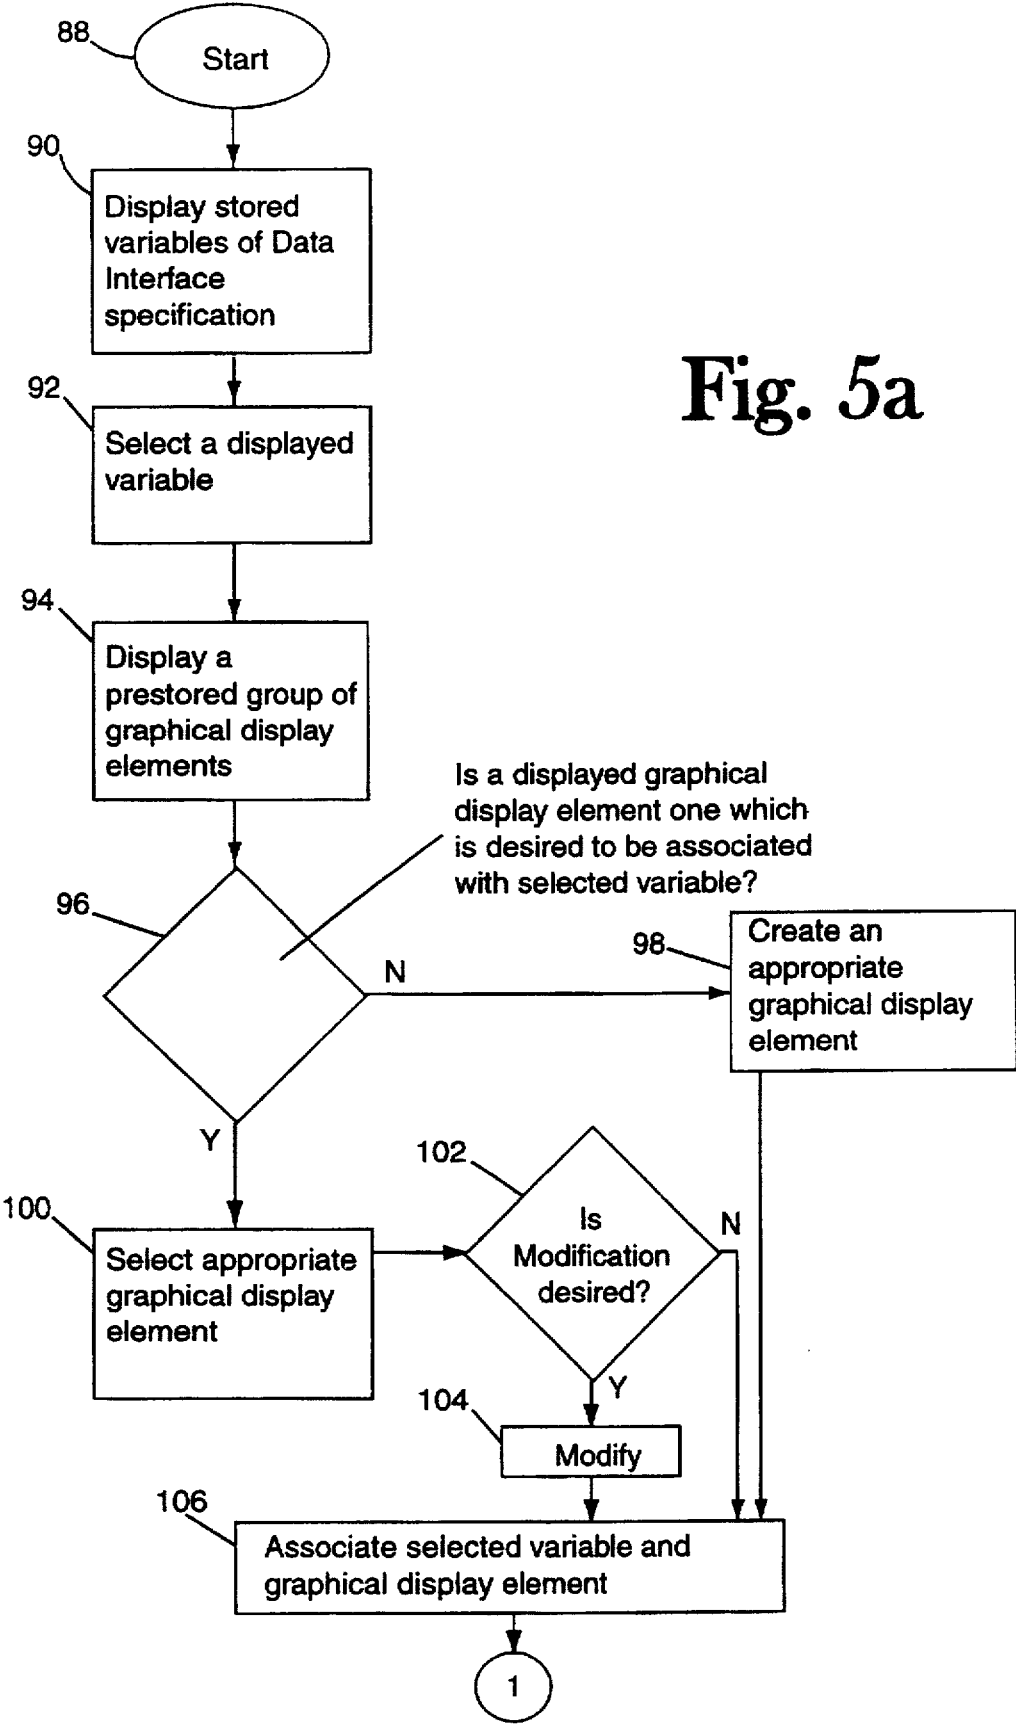 88
Start
90
Display stored
variables of Data
Interface
specification
Fig. 5a
92
Select a displayed
variable
94
Display a
prestored group of
graphical display
elements
Is a displayed graphical
display element one which
is desired to be associated
with selected variable?
96
N
98
Create an
appropriate
graphical display
element
Y
100
Select appropriate
graphical display
element
102
Is
Modification
desired?
N
Y
104
Modify
106
Associate selected variable and
graphical display element
1